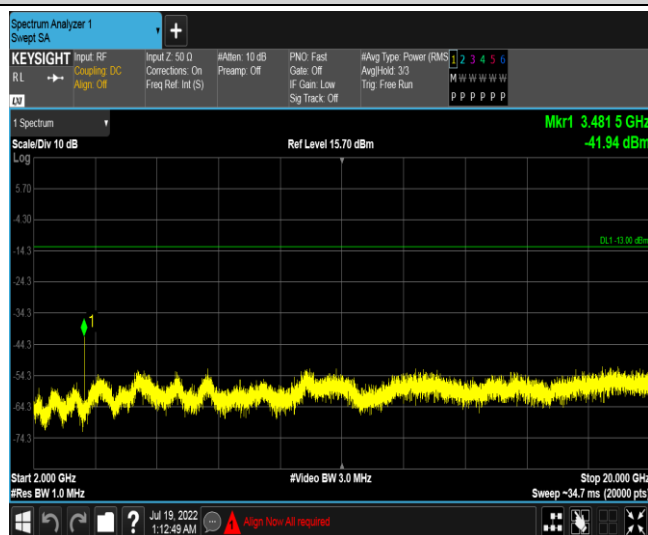 Spectrum Analyzer 1
Swept SA
+
KEYSIGHT
RL
LXI
Input: RF
Coupling: DC
Align: Off
Input Z: 50 Ω
Corrections: On
Freq Ref: Int (S)
#Atten: 10 dB
Preamp: Off
PNO: Fast
Gate: Off
IF Gain: Low
Sig Track: Off
#Avg Type: Power (RMS
Avg|Hold: 3/3
Trig: Free Run
1 2 3 4 5 6
M W W W W W
P P P P P P
1 Spectrum
Mkr1 3.481 5 GHz
Scale/Div 10 dB
Ref Level 15.70 dBm
-41.94 dBm
Log
5.70
-4.30
DL1 -13.00 dBm
-14.3
-24.3
-34.3
1
-44.3
-54.3
-64.3
-74.3
Start 2.000 GHz
#Video BW 3.0 MHz
Stop 20.000 GHz
#Res BW 1.0 MHz
Sweep ~34.7 ms (20000 pts)
?
Jul 19, 2022
1:12:49 AM
1
Align Now All required